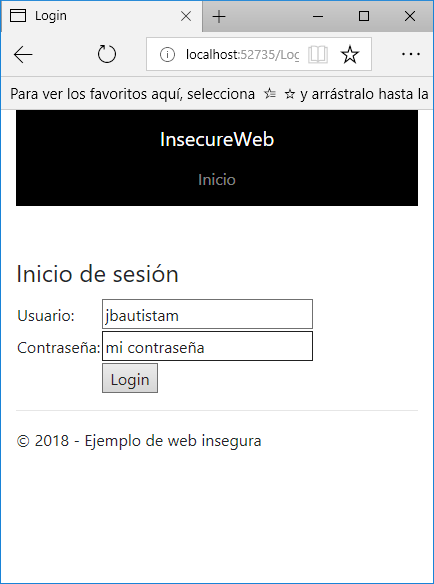 Login
localhost:52735/Log
Para ver los favoritos aquí, selecciona y arrástralo hasta la
InsecureWeb
Inicio
Inicio de sesión
Usuario: jbautistam
Contraseña: mi contraseña
Login
© 2018 - Ejemplo de web insegura